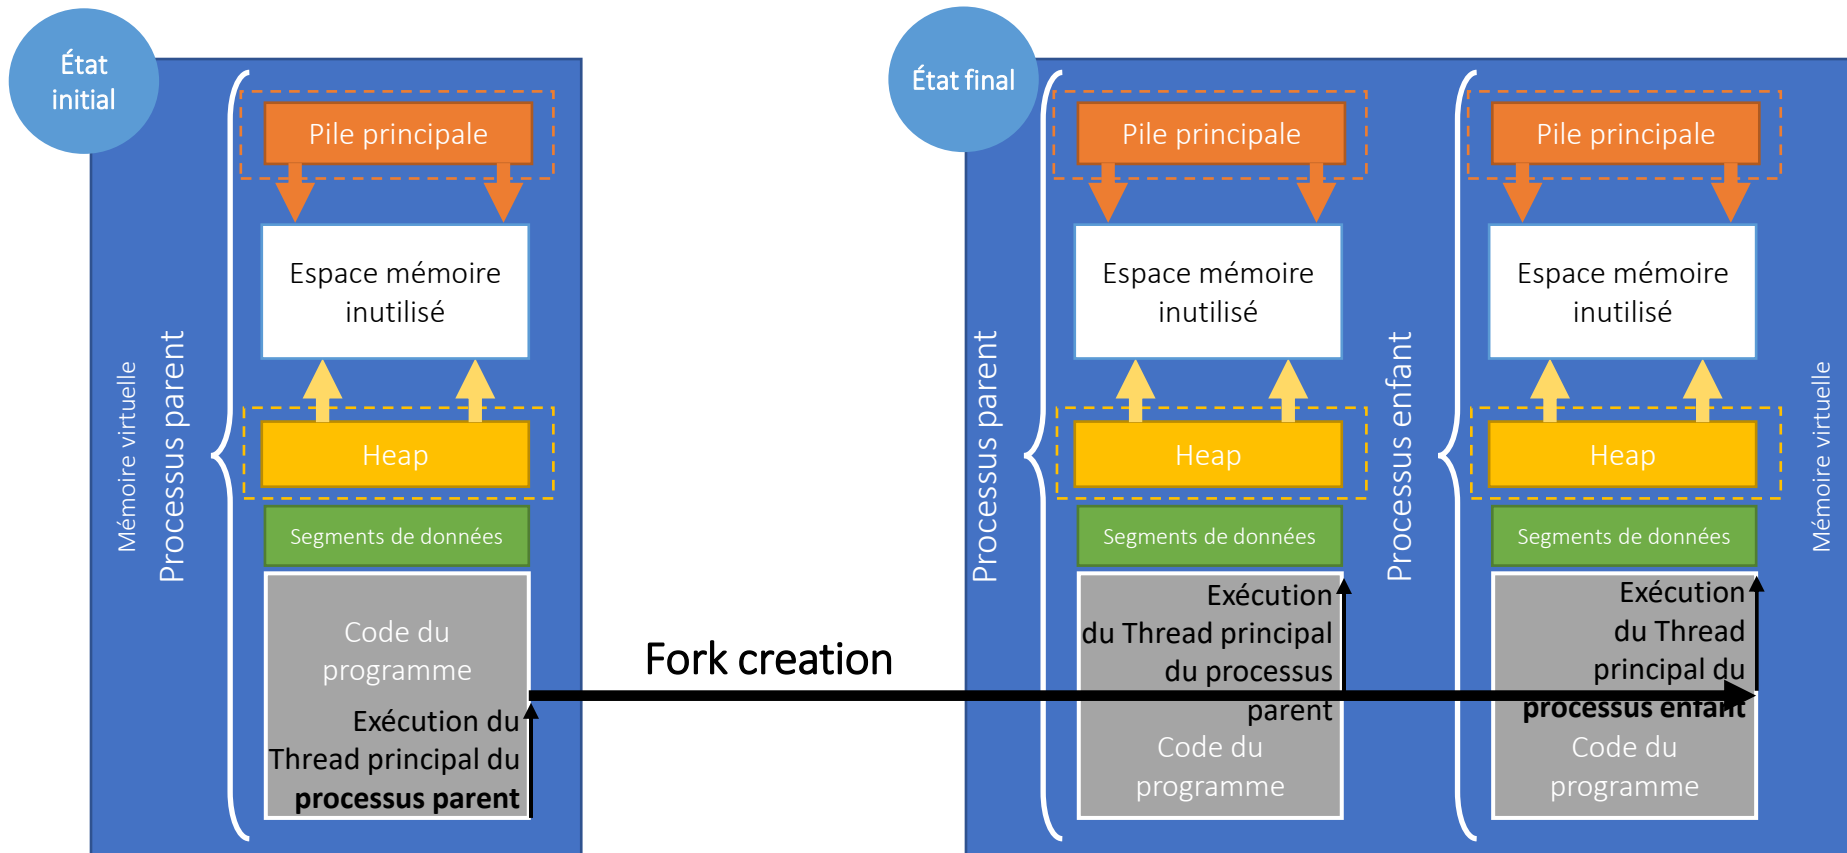 État
initial
Pile principale
Espace mémoire
inutilisé
Mémoire virtuelle
Processus parent
Heap
Segments de données
Code du
programme
Exécution du
Thread principal du
processus parent
Fork creation
État final
Processus parent
Pile principale
Espace mémoire
inutilisé
Heap
Segments de données
Exécution
du Thread principal
du processus
parent
Code du
programme
Processus enfant
Pile principale
Espace mémoire
inutilisé
Heap
Segments de données
Exécution
du Thread
principal du
processus enfant
Code du
programme
Mémoire virtuelle